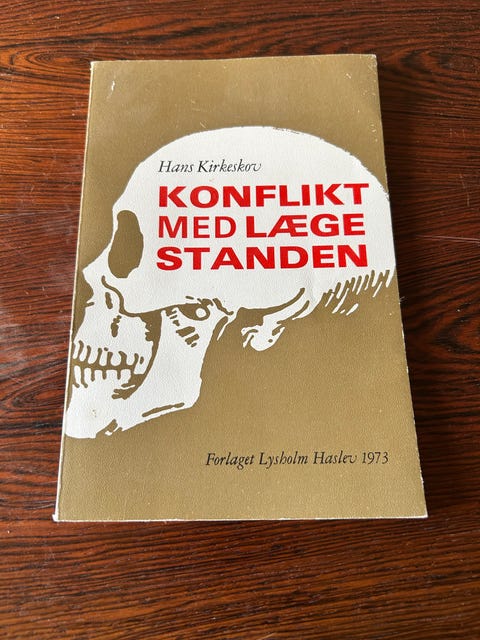 Hans Kirkeskov
KONFLIKT
MED LÆGE
STANDEN
Forlaget Lysholm Haslev 1973